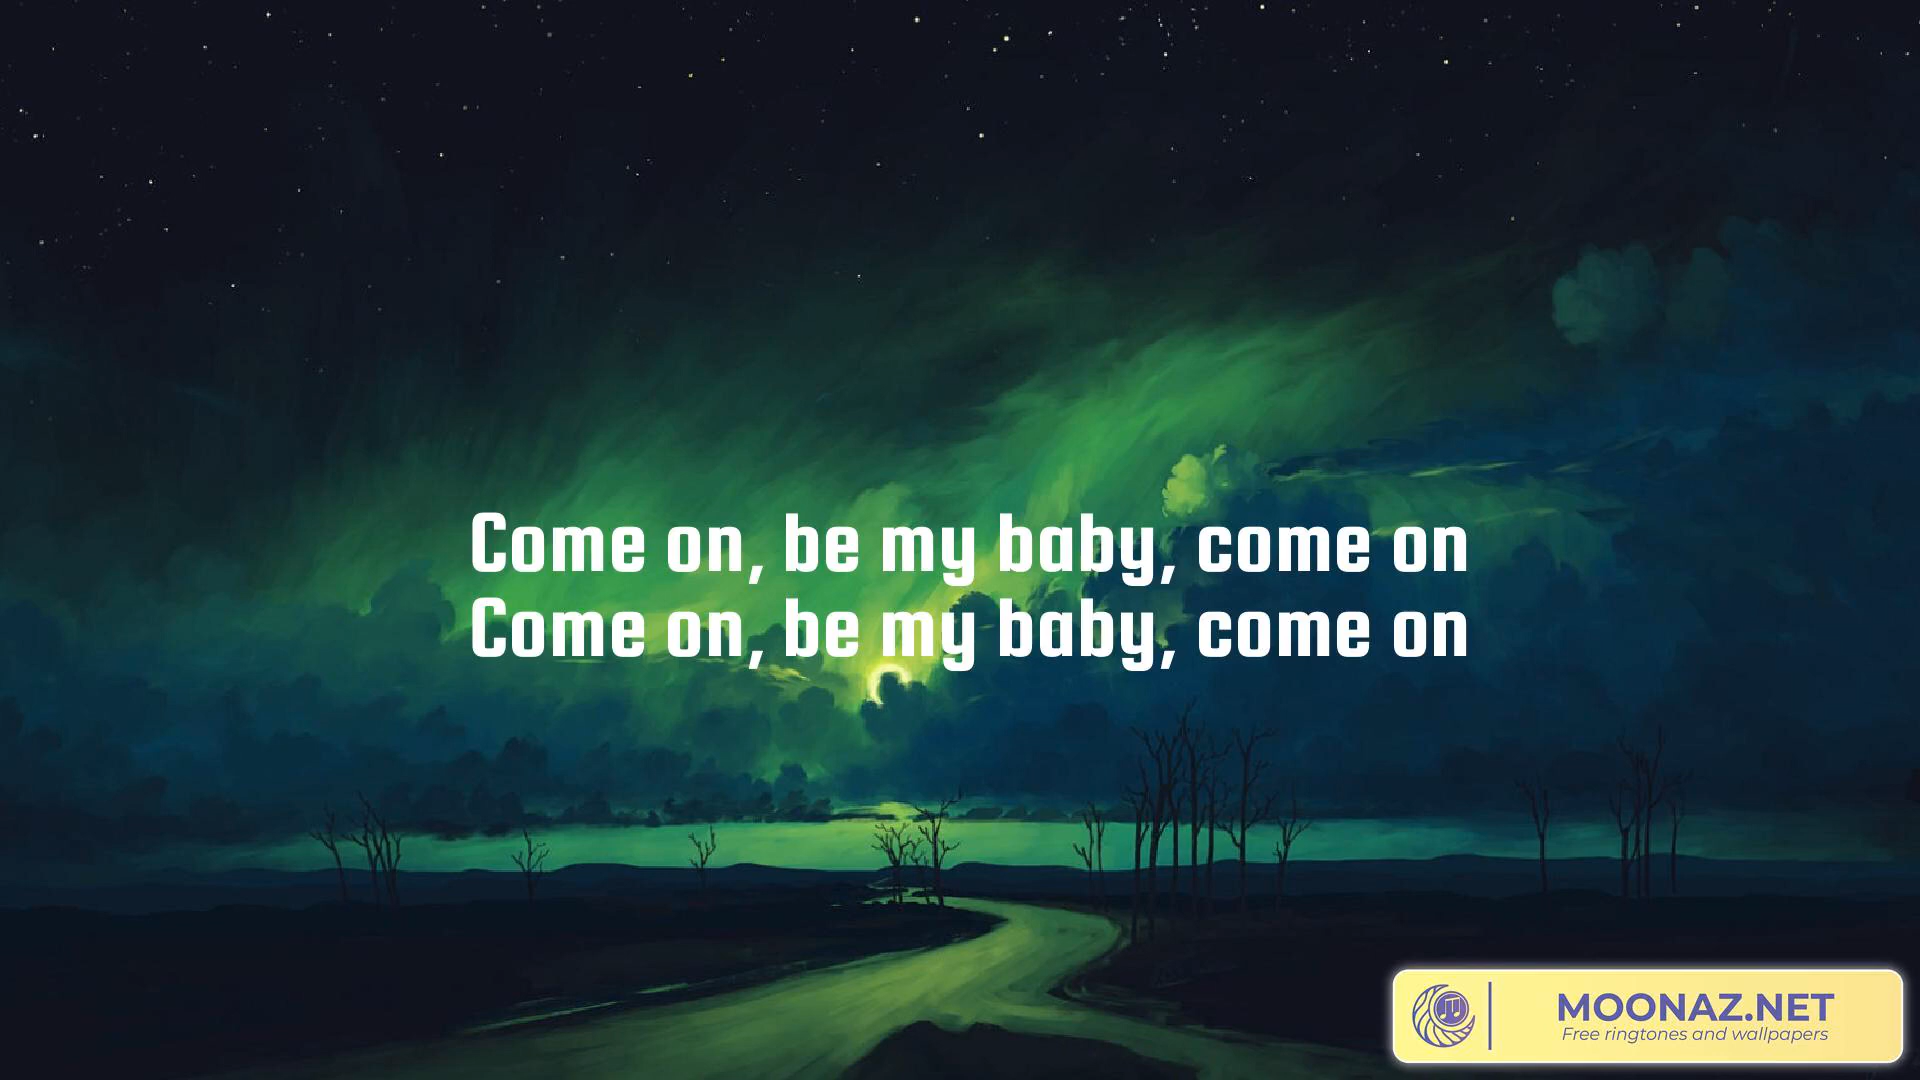 Come on, be my baby, come on
Come on, be my baby, come on
MOONAZ.NET
Free ringtones and wallpapers